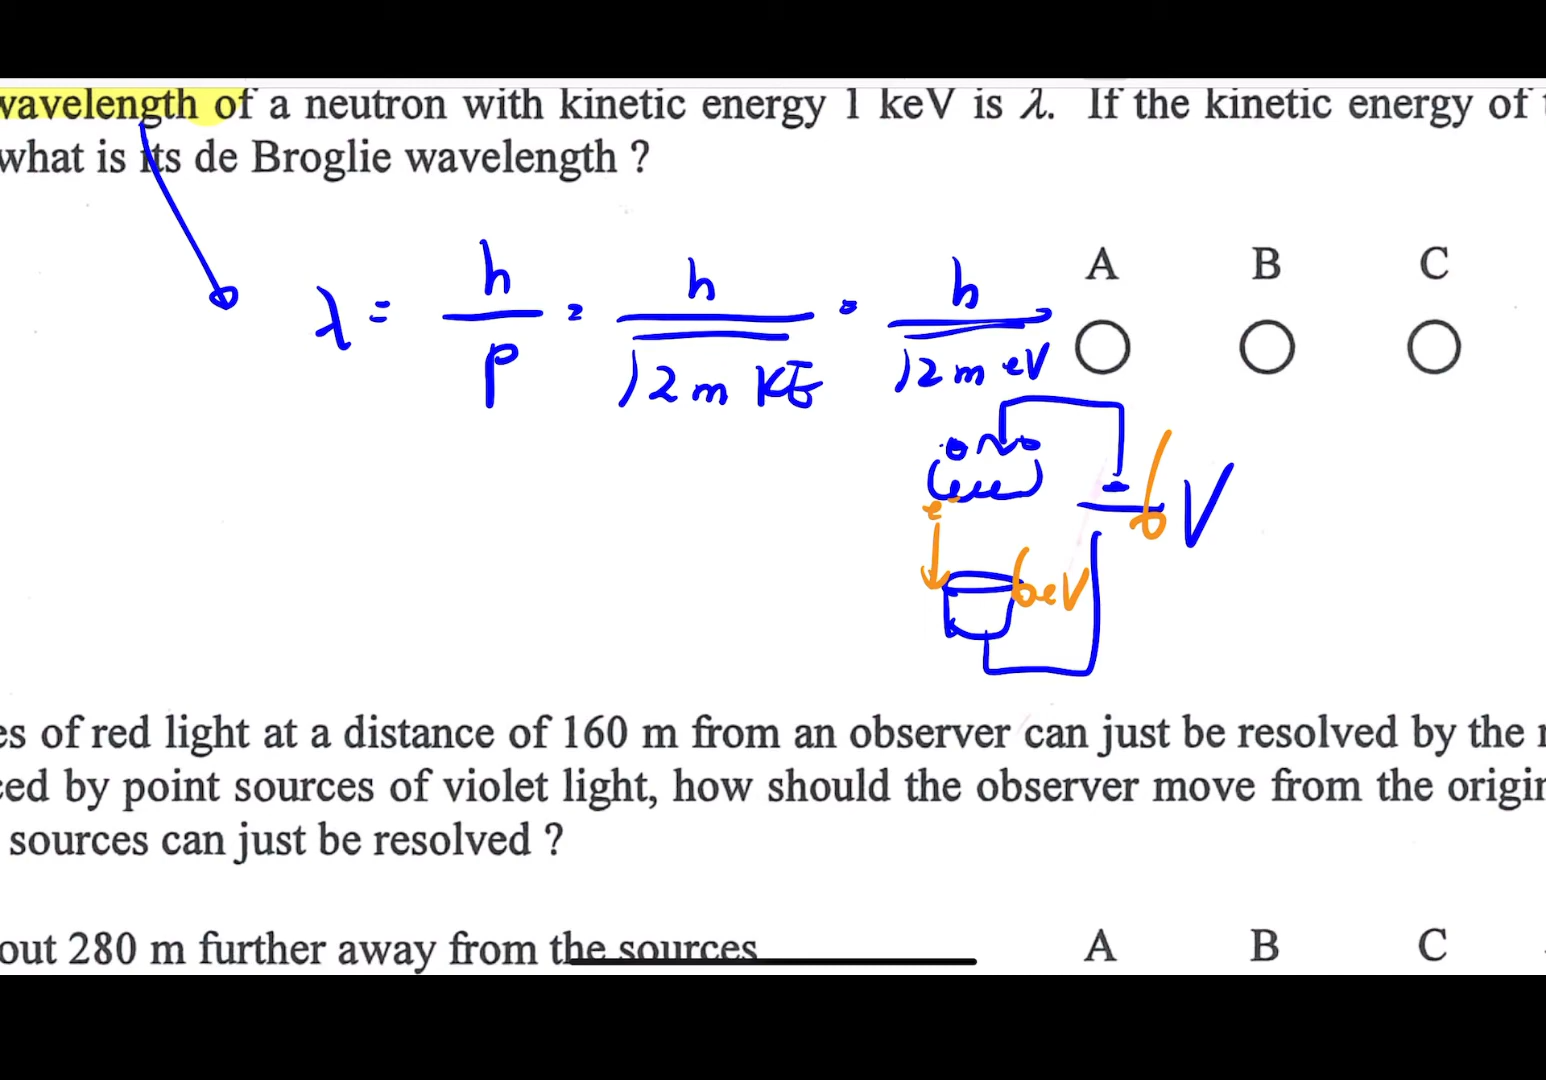 wavelength of a neutron with kinetic energy 1 keV is λ. If the kinetic energy of
what is its de Broglie wavelength ?
A B C
λ = h / p = h / √2m KE = h / √2m eV
6 V
e⁻
6eV
es of red light at a distance of 160 m from an observer can just be resolved by the
ced by point sources of violet light, how should the observer move from the origin
sources can just be resolved ?
out 280 m further away from the sources
A B C